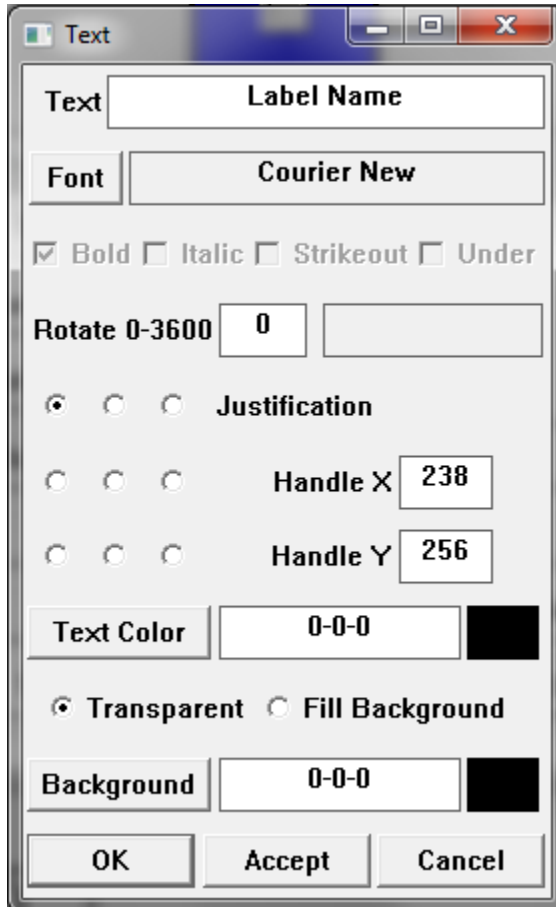 Text
Text Label Name
Font Courier New
Bold Italic Strikeout Under
Rotate 0-3600 0
Justification
Handle X 238
Handle Y 256
Text Color 0-0-0
Transparent Fill Background
Background 0-0-0
OK Accept Cancel